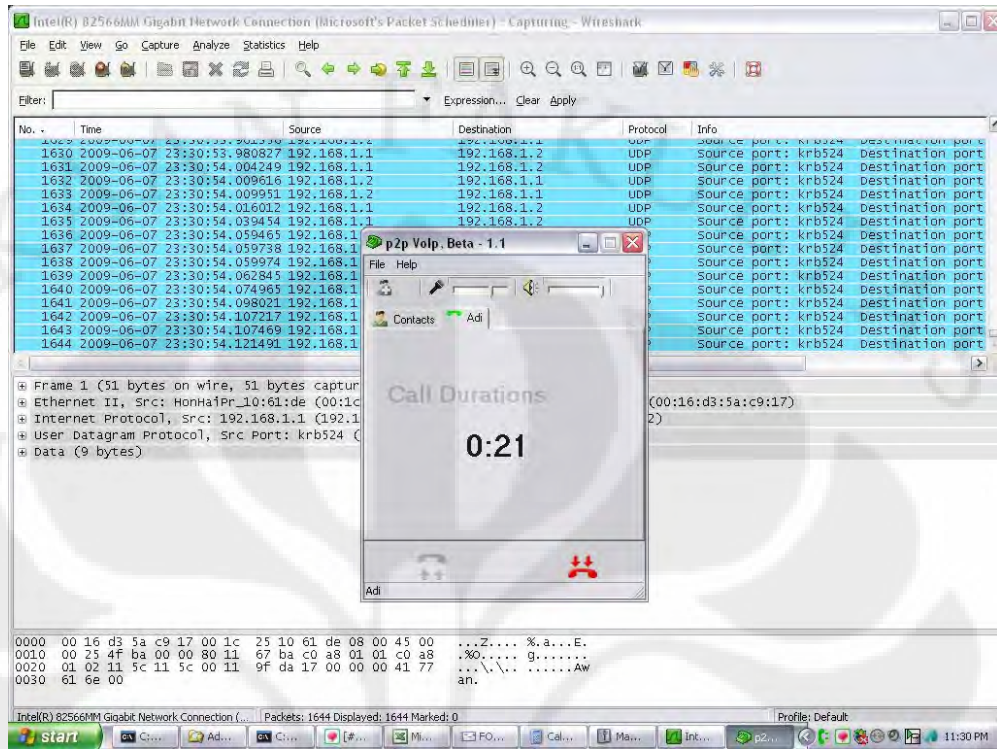 Intel(R) 82566MM Gigabit Network Connection (Microsoft's Packet Scheduler) : Capturing - Wireshark
File Edit View Go Capture Analyze Statistics Help
Filter: Expression... Clear Apply
No. . Time Source Destination Protocol Info
1630 2009-06-07 23:30:53.980827 192.168.1.1 192.168.1.2 UDP Source port: krb524 Destination port
1631 2009-06-07 23:30:54.004249 192.168.1.1 192.168.1.2 UDP Source port: krb524 Destination port
1632 2009-06-07 23:30:54.009616 192.168.1.2 192.168.1.1 UDP Source port: krb524 Destination port
1633 2009-06-07 23:30:54.009951 192.168.1.2 192.168.1.1 UDP Source port: krb524 Destination port
1634 2009-06-07 23:30:54.016012 192.168.1.1 192.168.1.2 UDP Source port: krb524 Destination port
1635 2009-06-07 23:30:54.039454 192.168.1.1 192.168.1.2 UDP Source port: krb524 Destination port
1636 2009-06-07 23:30:54.059465 192.168.1 Source port: krb524 Destination port
1637 2009-06-07 23:30:54.059738 192.168.1 Source port: krb524 Destination port
1638 2009-06-07 23:30:54.059974 192.168.1 Source port: krb524 Destination port
1639 2009-06-07 23:30:54.062845 192.168.1 Source port: krb524 Destination port
1640 2009-06-07 23:30:54.074965 192.168.1 Source port: krb524 Destination port
1641 2009-06-07 23:30:54.098021 192.168.1 Source port: krb524 Destination port
1642 2009-06-07 23:30:54.107217 192.168.1 Source port: krb524 Destination port
1643 2009-06-07 23:30:54.107469 192.168.1 Source port: krb524 Destination port
1644 2009-06-07 23:30:54.121491 192.168.1 Source port: krb524 Destination port
p2p VoIp, Beta - 1.1
File Help
Contacts Adi
Call Durations
0:21
Adi
Frame 1 (51 bytes on wire, 51 bytes captur
Ethernet II, Src: HonHaiPr_10:61:de (00:1c (00:16:d3:5a:c9:17)
Internet Protocol, Src: 192.168.1.1 (192.1 2)
User Datagram Protocol, Src Port: krb524 (
Data (9 bytes)
0000 00 16 d3 5a c9 17 00 1c 25 10 61 de 08 00 45 00 ...Z.... %.a...E.
0010 00 25 4f ba 00 00 80 11 67 ba c0 a8 01 01 c0 a8 .%O..... g.......
0020 01 02 11 5c 11 5c 00 11 9f da 17 00 00 00 41 77 ...\.\.. ......Aw
0030 61 6e 00 an.
Intel(R) 82566MM Gigabit Network Connection (... Packets: 1644 Displayed: 1644 Marked: 0 Profile: Default
start C:... Ad... C:... [#... Mi... FO... Cal... Ma... Int... p2... 11:30 PM